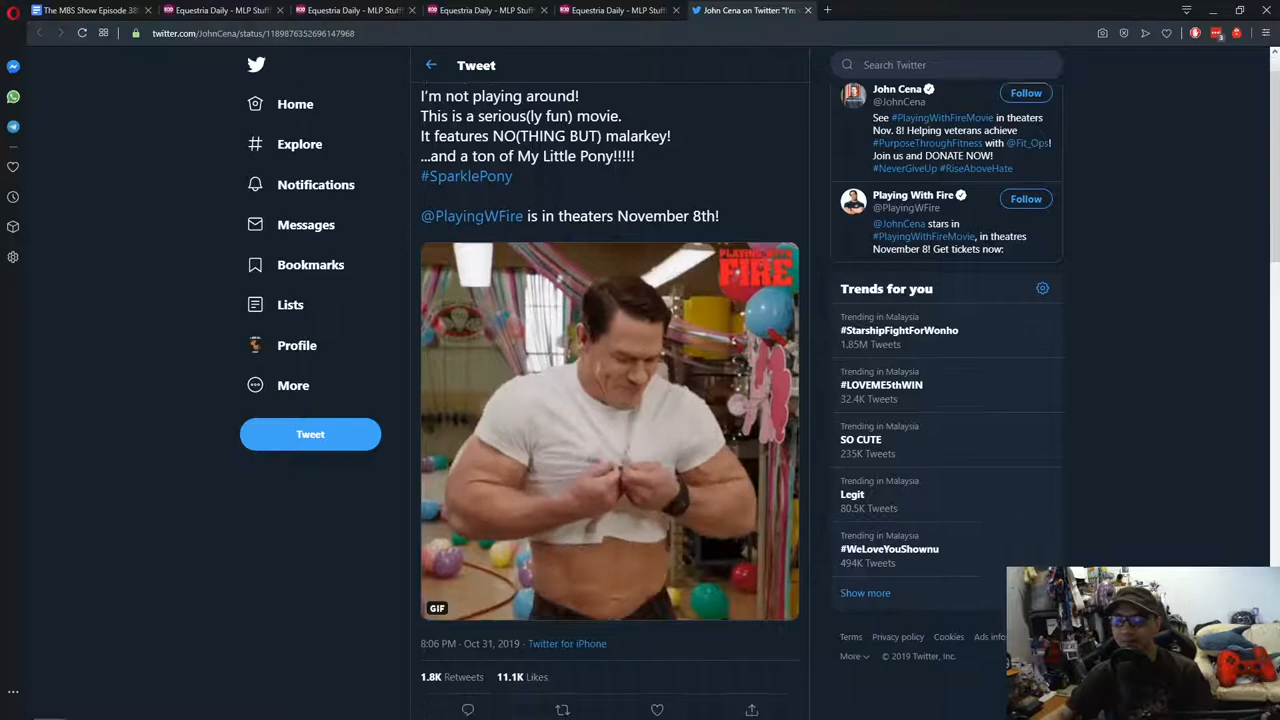 The MBS Show Episode 38
Equestria Daily - MLP Stuff!
Equestria Daily - MLP Stuff!
Equestria Daily - MLP Stuff!
Equestria Daily - MLP Stuff!
John Cena on Twitter: "I'm
twitter.com/JohnCena/status/1189876352696147968
3
Home
Explore
Notifications
Messages
Bookmarks
Lists
Profile
More
Tweet
Tweet
I'm not playing around!
This is a serious(ly fun) movie.
It features NO(THING BUT) malarkey!
...and a ton of My Little Pony!!!!!
#SparklePony
@PlayingWFire is in theaters November 8th!
PLAYING WITH
FIRE
GIF
8:06 PM · Oct 31, 2019 · Twitter for iPhone
1.8K Retweets 11.1K Likes
Search Twitter
John Cena
@JohnCena
Follow
See #PlayingWithFireMovie in theaters
Nov. 8! Helping veterans achieve
#PurposeThroughFitness with @Fit_Ops!
Join us and DONATE NOW!
#NeverGiveUp #RiseAboveHate
Playing With Fire
@PlayingWFire
Follow
@JohnCena stars in
#PlayingWithFireMovie, in theatres
November 8! Get tickets now:
Trends for you
Trending in Malaysia
#StarshipFightForWonho
1.85M Tweets
Trending in Malaysia
#LOVEME5thWIN
32.4K Tweets
Trending in Malaysia
SO CUTE
235K Tweets
Trending in Malaysia
Legit
80.5K Tweets
Trending in Malaysia
#WeLoveYouShownu
494K Tweets
Show more
Terms Privacy policy Cookies Ads info
More © 2019 Twitter, Inc.